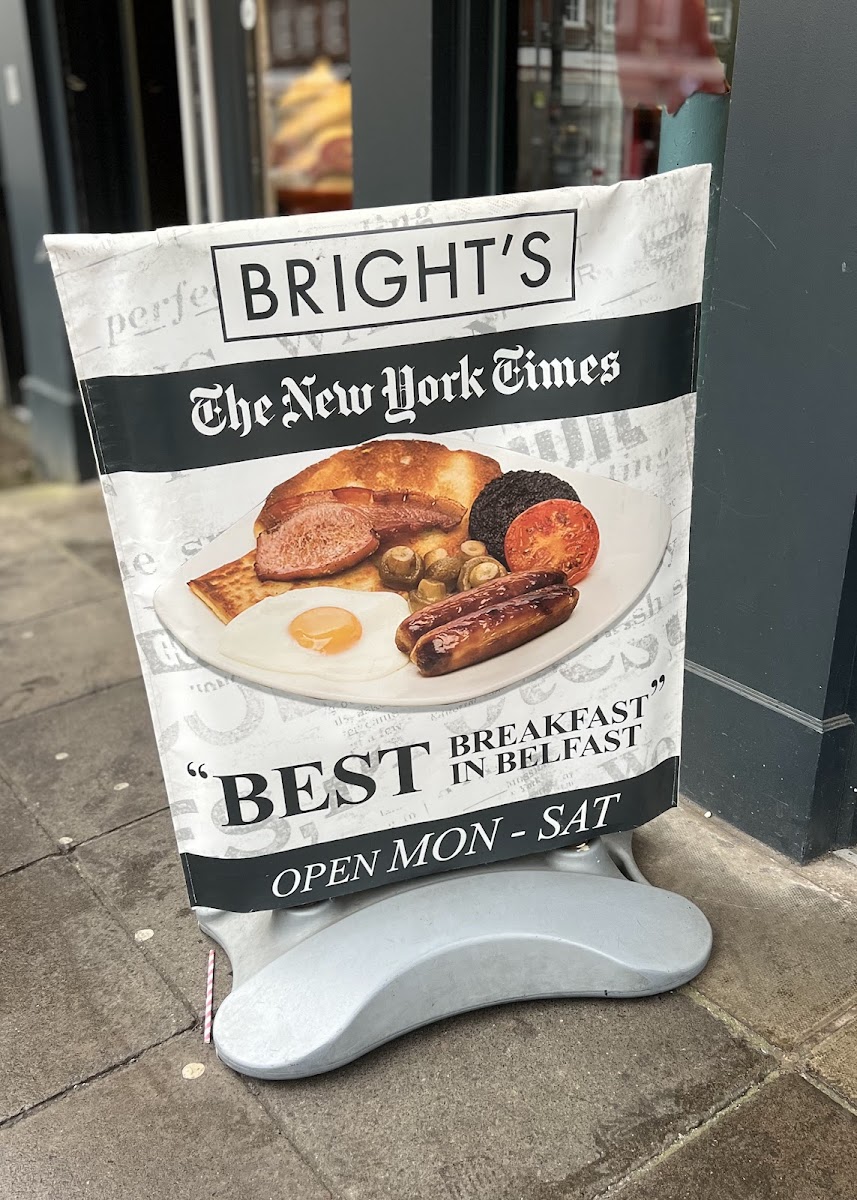 BRIGHT'S
The New York Times
"BEST BREAKFAST
IN BELFAST"
OPEN MON - SAT